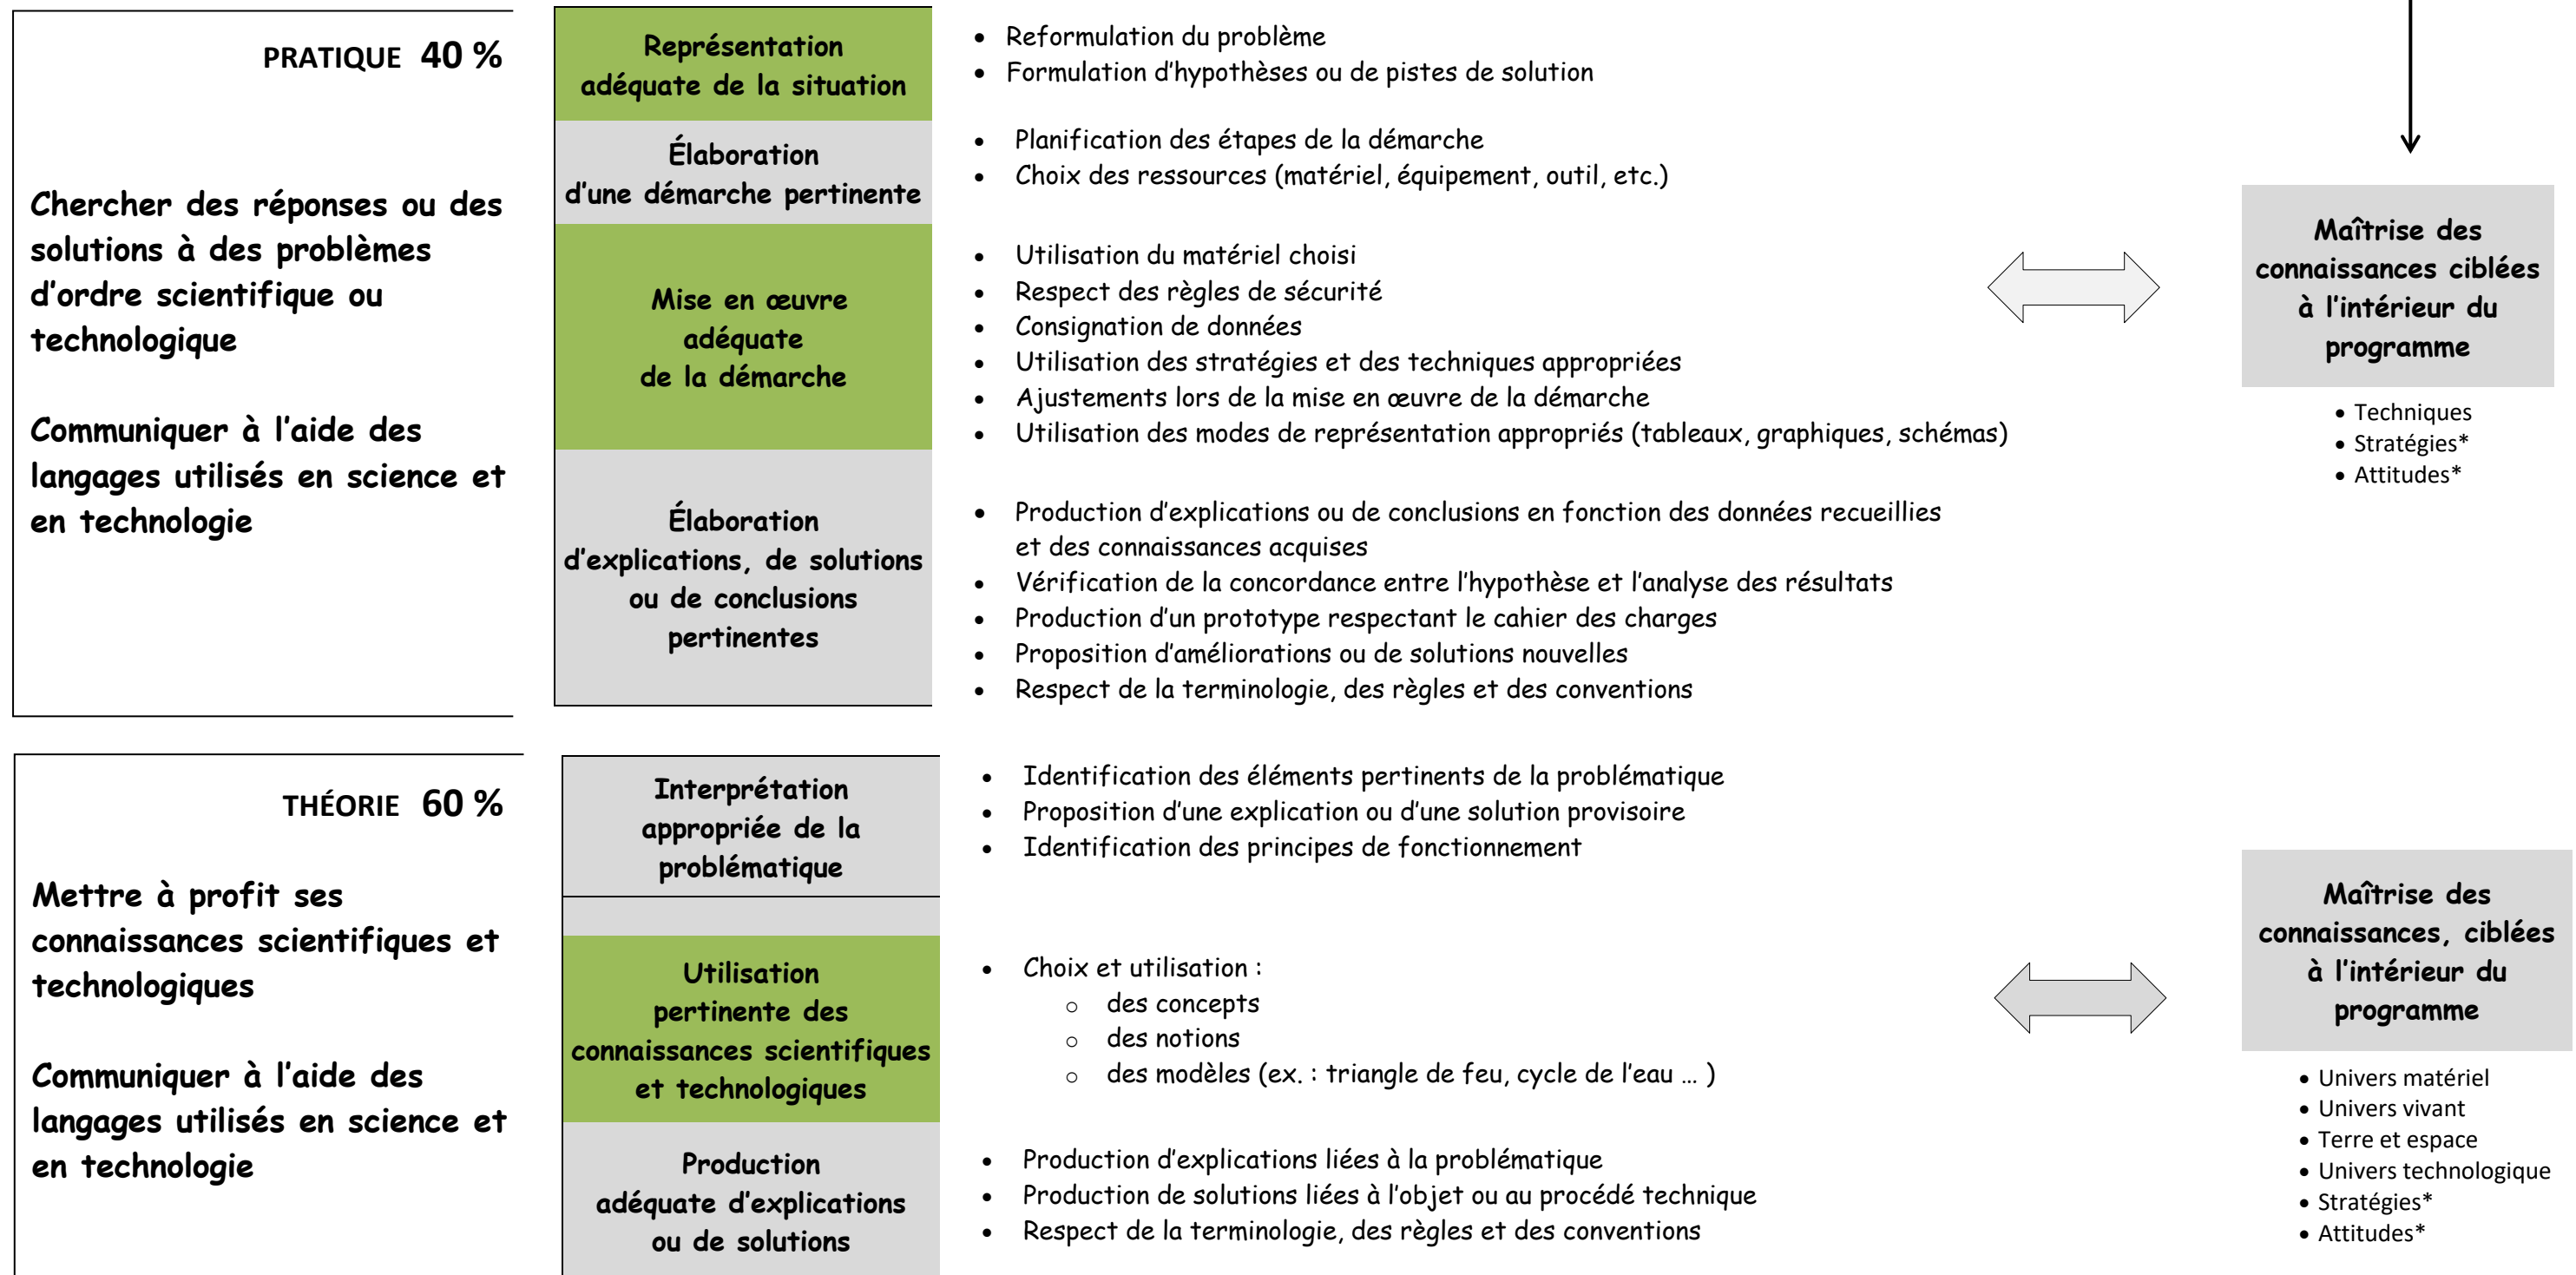 PRATIQUE 40 %
Chercher des réponses ou des
solutions à des problèmes
d'ordre scientifique ou
technologique
Communiquer à l'aide des
langages utilisés en science et
en technologie
Représentation
adéquate de la situation
• Reformulation du problème
• Formulation d'hypothèses ou de pistes de solution
Élaboration
d'une démarche pertinente
• Planification des étapes de la démarche
• Choix des ressources (matériel, équipement, outil, etc.)
Mise en œuvre
adéquate
de la démarche
• Utilisation du matériel choisi
• Respect des règles de sécurité
• Consignation de données
• Utilisation des stratégies et des techniques appropriées
• Ajustements lors de la mise en œuvre de la démarche
• Utilisation des modes de représentation appropriés (tableaux, graphiques, schémas)
Élaboration
d'explications, de solutions
ou de conclusions
pertinentes
• Production d'explications ou de conclusions en fonction des données recueillies
et des connaissances acquises
• Vérification de la concordance entre l'hypothèse et l'analyse des résultats
• Production d'un prototype respectant le cahier des charges
• Proposition d'améliorations ou de solutions nouvelles
• Respect de la terminologie, des règles et des conventions
Maîtrise des
connaissances ciblées
à l'intérieur du
programme
• Techniques
• Stratégies*
• Attitudes*
THÉORIE 60 %
Mettre à profit ses
connaissances scientifiques et
technologiques
Communiquer à l'aide des
langages utilisés en science et
en technologie
Interprétation
appropriée de la
problématique
• Identification des éléments pertinents de la problématique
• Proposition d'une explication ou d'une solution provisoire
• Identification des principes de fonctionnement
Utilisation
pertinente des
connaissances scientifiques
et technologiques
• Choix et utilisation :
o des concepts
o des notions
o des modèles (ex. : triangle de feu, cycle de l'eau … )
Production
adéquate d'explications
ou de solutions
• Production d'explications liées à la problématique
• Production de solutions liées à l'objet ou au procédé technique
• Respect de la terminologie, des règles et des conventions
Maîtrise des
connaissances, ciblées
à l'intérieur du
programme
• Univers matériel
• Univers vivant
• Terre et espace
• Univers technologique
• Stratégies*
• Attitudes*